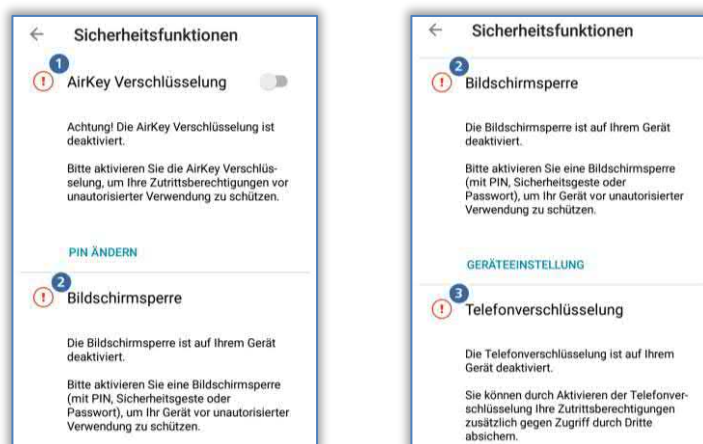 Sicherheitsfunktionen
1
AirKey Verschlüsselung
Achtung! Die AirKey Verschlüsselung ist
deaktiviert.
Bitte aktivieren Sie die AirKey Verschlüs-
selung, um Ihre Zutrittsberechtigungen vor
unautorisierter Verwendung zu schützen.
PIN ÄNDERN
2
Bildschirmsperre
Die Bildschirmsperre ist auf Ihrem Gerät
deaktiviert.
Bitte aktivieren Sie eine Bildschirmsperre
(mit PIN, Sicherheitsgeste oder
Passwort), um Ihr Gerät vor unautorisierter
Verwendung zu schützen.
Sicherheitsfunktionen
2
Bildschirmsperre
Die Bildschirmsperre ist auf Ihrem Gerät
deaktiviert.
Bitte aktivieren Sie eine Bildschirmsperre
(mit PIN, Sicherheitsgeste oder
Passwort), um Ihr Gerät vor unautorisierter
Verwendung zu schützen.
GERÄTEEINSTELLUNG
3
Telefonverschlüsselung
Die Telefonverschlüsselung ist auf Ihrem
Gerät deaktiviert.
Sie können durch Aktivieren der Telefonver-
schlüsselung Ihre Zutrittsberechtigungen
zusätzlich gegen Zugriff durch Dritte
absichern.